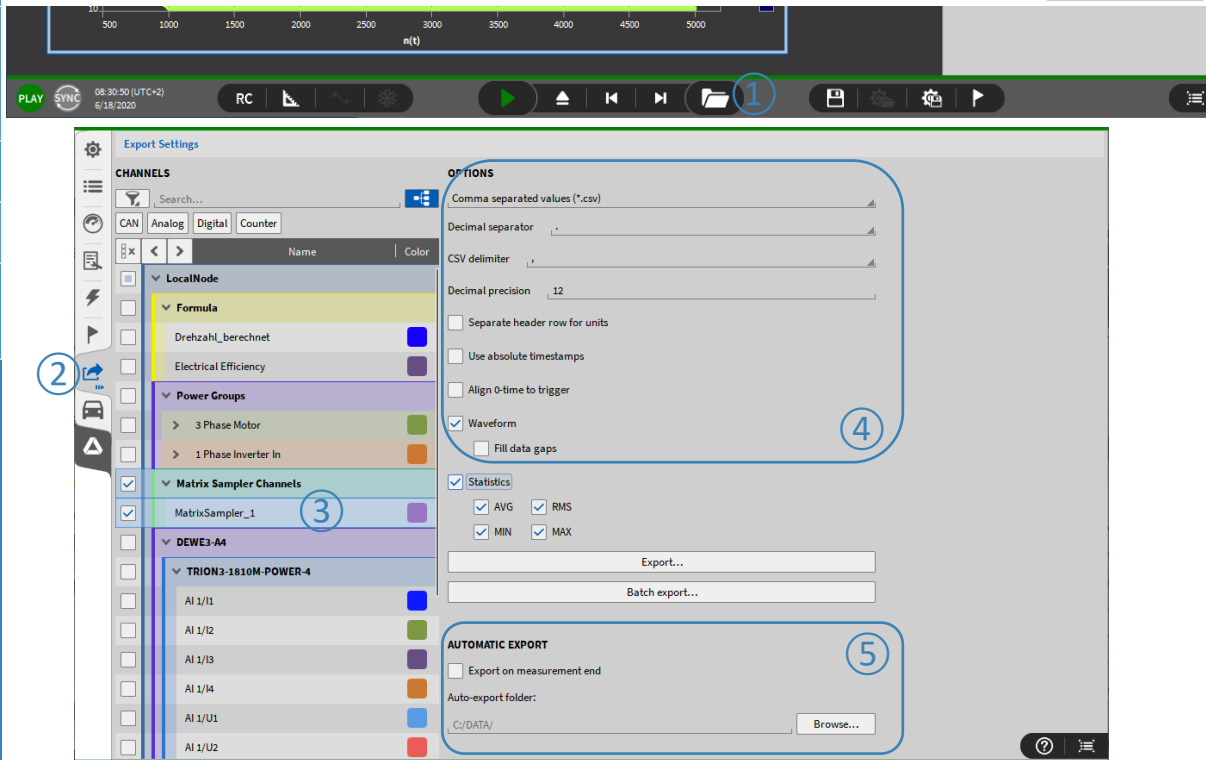 10
500 1000 1500 2000 2500 3000 3500 4000 4500 5000
n(t)
PLAY SYNC 08:30:50 (UTC+2) RC 1
6/18/2020
Export Settings
CHANNELS
Search...
CAN Analog Digital Counter
Name Color
LocalNode
Formula
Drehzahl_berechnet
Electrical Efficiency
2
Power Groups
3 Phase Motor
1 Phase Inverter In
Matrix Sampler Channels
MatrixSampler_1 3
DEWE3-A4
TRION3-1810M-POWER-4
AI 1/I1
AI 1/I2
AI 1/I3
AI 1/I4
AI 1/U1
AI 1/U2
OPTIONS
Comma separated values (*.csv)
Decimal separator .
CSV delimiter ,
Decimal precision 12
Separate header row for units
Use absolute timestamps
Align 0-time to trigger
Waveform 4
Fill data gaps
Statistics
AVG RMS
MIN MAX
Export...
Batch export...
AUTOMATIC EXPORT 5
Export on measurement end
Auto-export folder:
C:/DATA/ Browse...
?